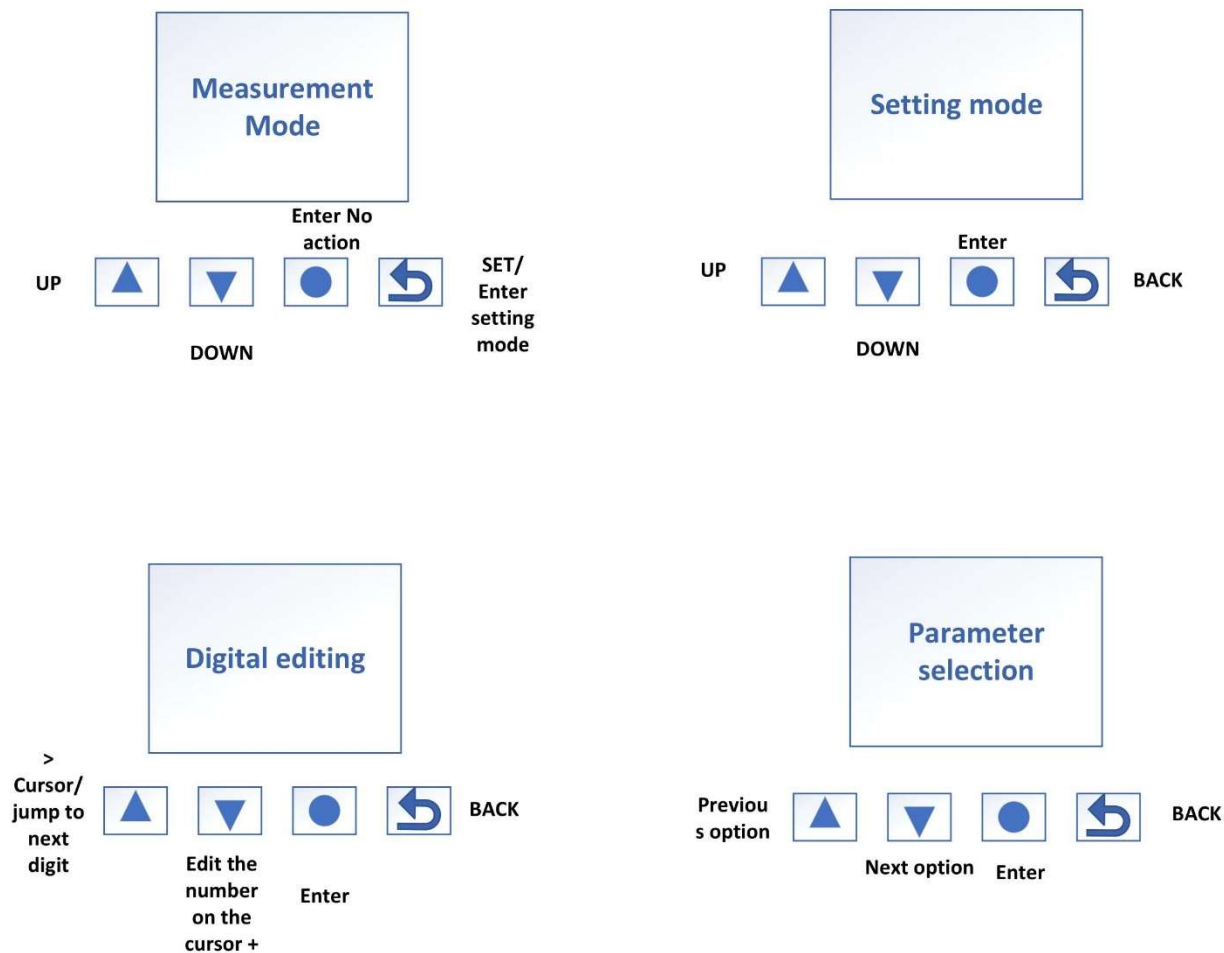 Measurement
Mode
Enter No
action
UP
SET/
Enter
setting
mode
DOWN
Setting mode
Enter
UP
BACK
DOWN
Digital editing
>
Cursor/
jump to
next
digit
BACK
Edit the
number
on the
cursor +
Enter
Parameter
selection
Previou
s option
BACK
Next option
Enter